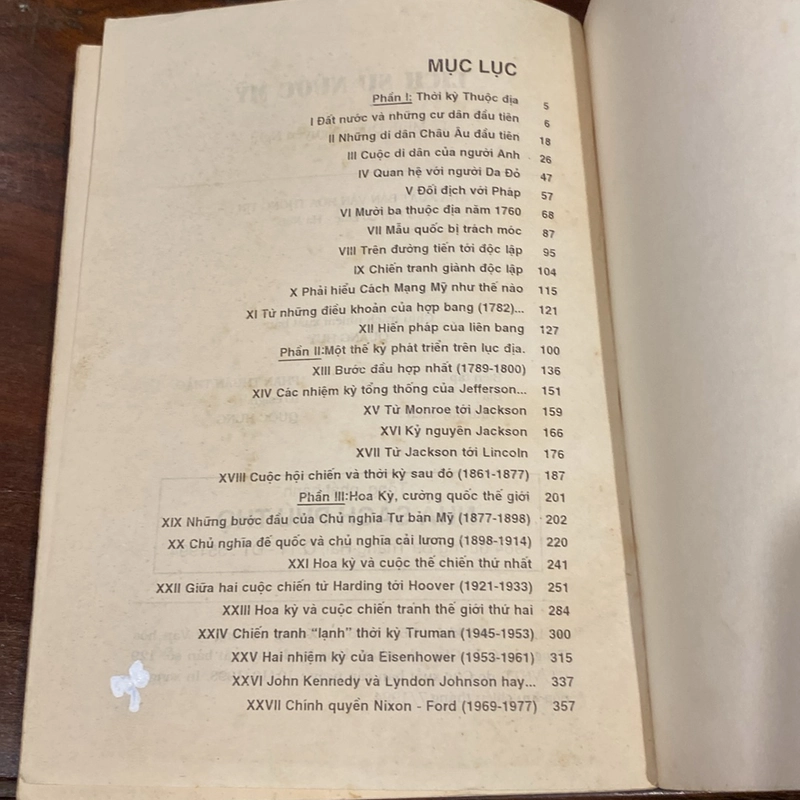 MỤC LỤC
Phần I: Thời kỳ Thuộc địa 5
I Đất nước và những cư dân đầu tiên 6
II Những di dân Châu Âu đầu tiên 18
III Cuộc di dân của người Anh 26
IV Quan hệ với người Da Đỏ 47
V Đối địch với Pháp 57
VI Mười ba thuộc địa năm 1760 68
VII Mẫu quốc bị trách móc 87
VIII Trên đường tiến tới độc lập 95
IX Chiến tranh giành độc lập 104
X Phải hiểu Cách Mạng Mỹ như thế nào 115
XI Từ những điều khoản của hợp bang (1782)... 121
XII Hiến pháp của liên bang 127
Phần II:Một thế kỷ phát triển trên lục địa. 100
XIII Bước đầu hợp nhất (1789-1800) 136
XIV Các nhiệm kỳ tổng thống của Jefferson... 151
XV Từ Monroe tới Jackson 159
XVI Kỷ nguyên Jackson 166
XVII Từ Jackson tới Lincoln 176
XVIII Cuộc hội chiến và thời kỳ sau đó (1861-1877) 187
Phần III:Hoa Kỳ, cường quốc thế giới 201
XIX Những bước đầu của Chủ nghĩa Tư bản Mỹ (1877-1898) 202
XX Chủ nghĩa đế quốc và chủ nghĩa cải lương (1898-1914) 220
XXI Hoa kỳ và cuộc thế chiến thứ nhất 241
XXII Giữa hai cuộc chiến từ Harding tới Hoover (1921-1933) 251
XXIII Hoa kỳ và cuộc chiến tranh thế giới thứ hai 284
XXIV Chiến tranh “lạnh” thời kỳ Truman (1945-1953) 300
XXV Hai nhiệm kỳ của Eisenhower (1953-1961) 315
XXVI John Kennedy và Lyndon Johnson hay... 337
XXVII Chính quyền Nixon - Ford (1969-1977) 357